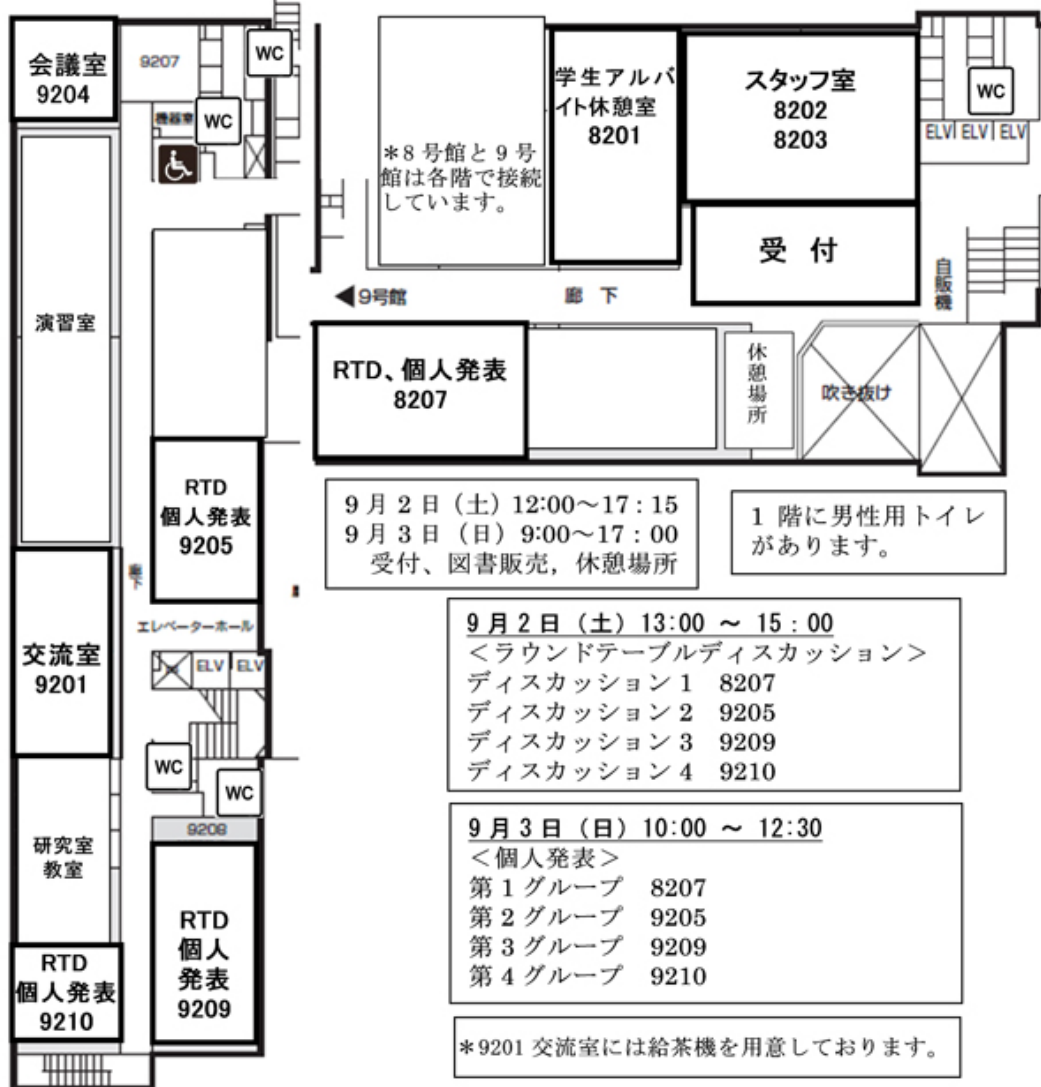 会議室
9204
9207
WC
機器室
WC
演習室
RTD
個人発表
9205
廊下
交流室
9201
エレベーターホール
ELV
ELV
WC
WC
研究室
教室
9208
RTD
個人
発表
9209
RTD
個人発表
9210
*8号館と9号
館は各階で接続
しています。
学生アルバ
イト休憩室
8201
スタッフ室
8202
8203
WC
ELV
ELV
ELV
受 付
自販機
◀9号館
廊 下
RTD、個人発表
8207
休憩場所
吹き抜け
9月2日(土)12:00~17:15
9月3日(日)9:00~17:00
受付、図書販売,休憩場所
1階に男性用トイレ
があります。
9月2日(土)13:00 ~ 15:00
<ラウンドテーブルディスカッション>
ディスカッション1 8207
ディスカッション2 9205
ディスカッション3 9209
ディスカッション4 9210
9月3日(日)10:00 ~ 12:30
<個人発表>
第1グループ 8207
第2グループ 9205
第3グループ 9209
第4グループ 9210
*9201交流室には給茶機を用意しております。